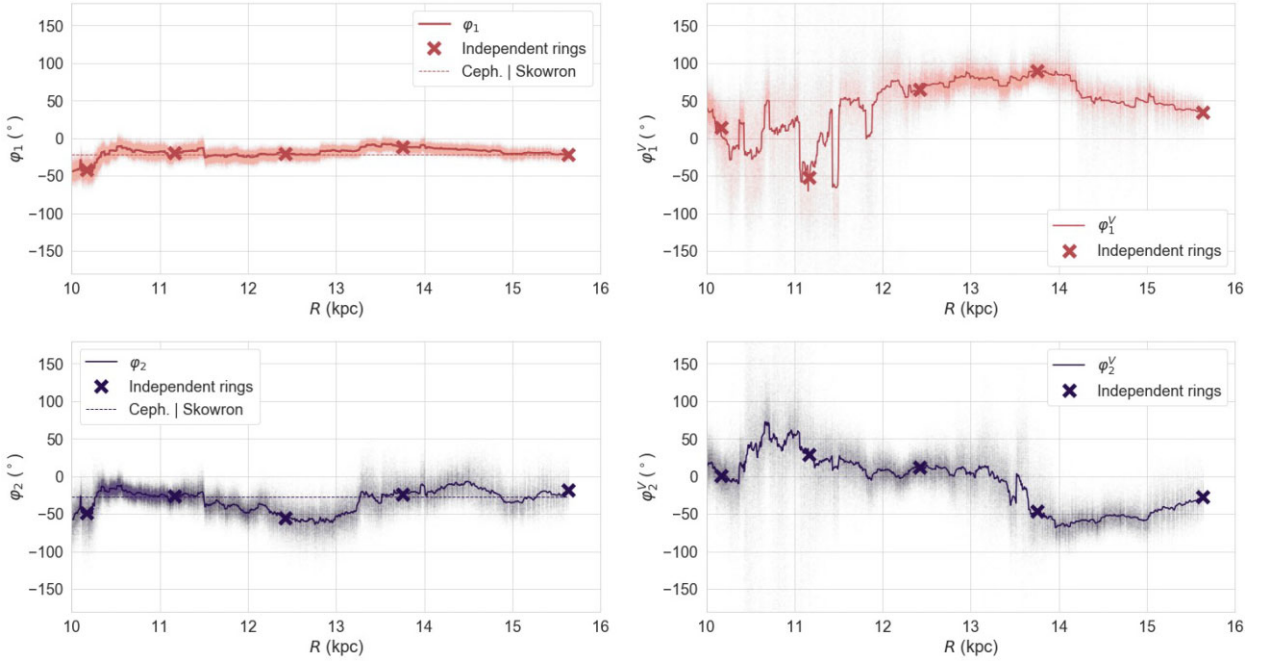 150
100
50
0
−50
−100
−150
φ₁ (°)
φ₁
Independent rings
Ceph. | Skowron
10 11 12 13 14 15 16
R (kpc)
150
100
50
0
−50
−100
−150
φ₁ⱽ (°)
φ₁ⱽ
Independent rings
10 11 12 13 14 15 16
R (kpc)
150
100
50
0
−50
−100
−150
φ₂ (°)
φ₂
Independent rings
Ceph. | Skowron
10 11 12 13 14 15 16
R (kpc)
150
100
50
0
−50
−100
−150
φ₂ⱽ (°)
φ₂ⱽ
Independent rings
10 11 12 13 14 15 16
R (kpc)